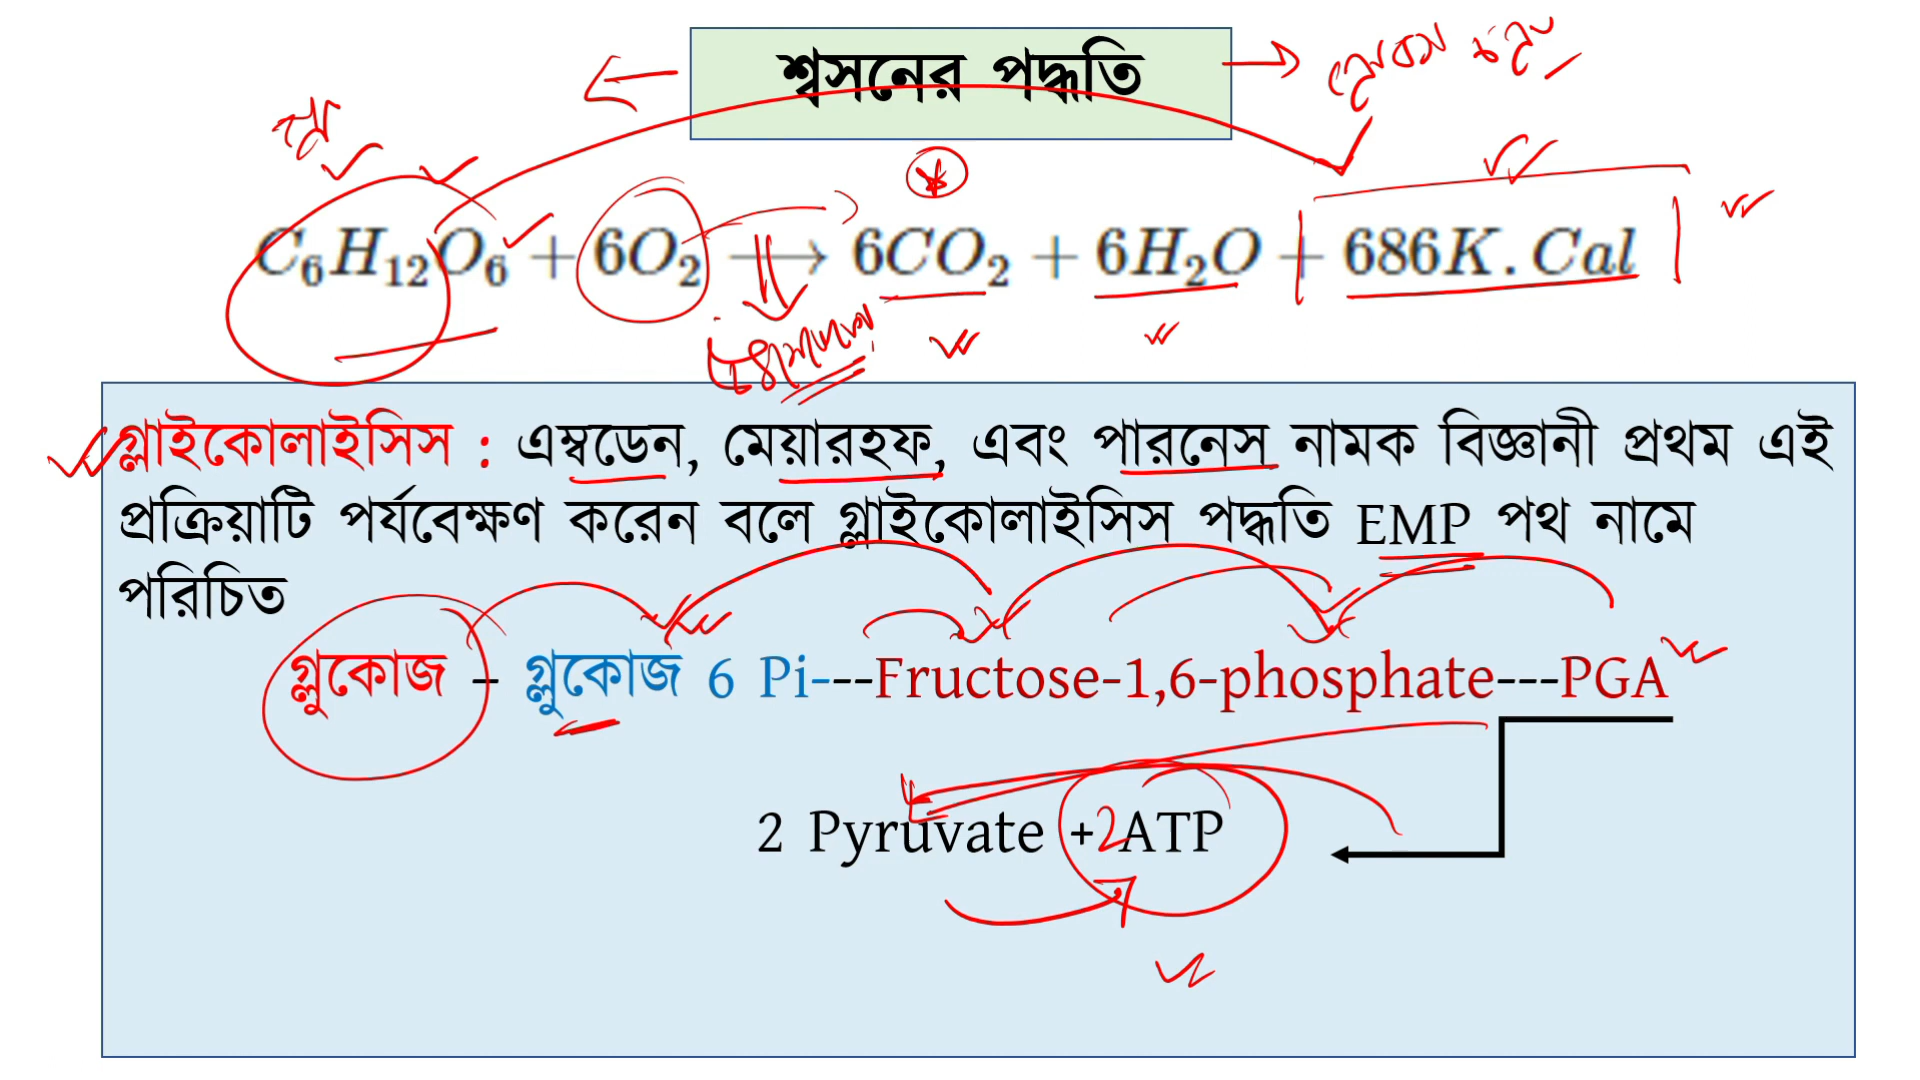 শ্বসনের পদ্ধতি
C₆H₁₂O₆ + 6O₂ ⟶ 6CO₂ + 6H₂O + 686K.Cal
গ্লাইকোলাইসিস : এম্বডেন, মেয়ারহফ, এবং পারনেস নামক বিজ্ঞানী প্রথম এই
প্রক্রিয়াটি পর্যবেক্ষণ করেন বলে গ্লাইকোলাইসিস পদ্ধতি EMP পথ নামে
পরিচিত
গ্লুকোজ – গ্লুকোজ 6 Pi---Fructose-1,6-phosphate---PGA
2 Pyruvate +2ATP